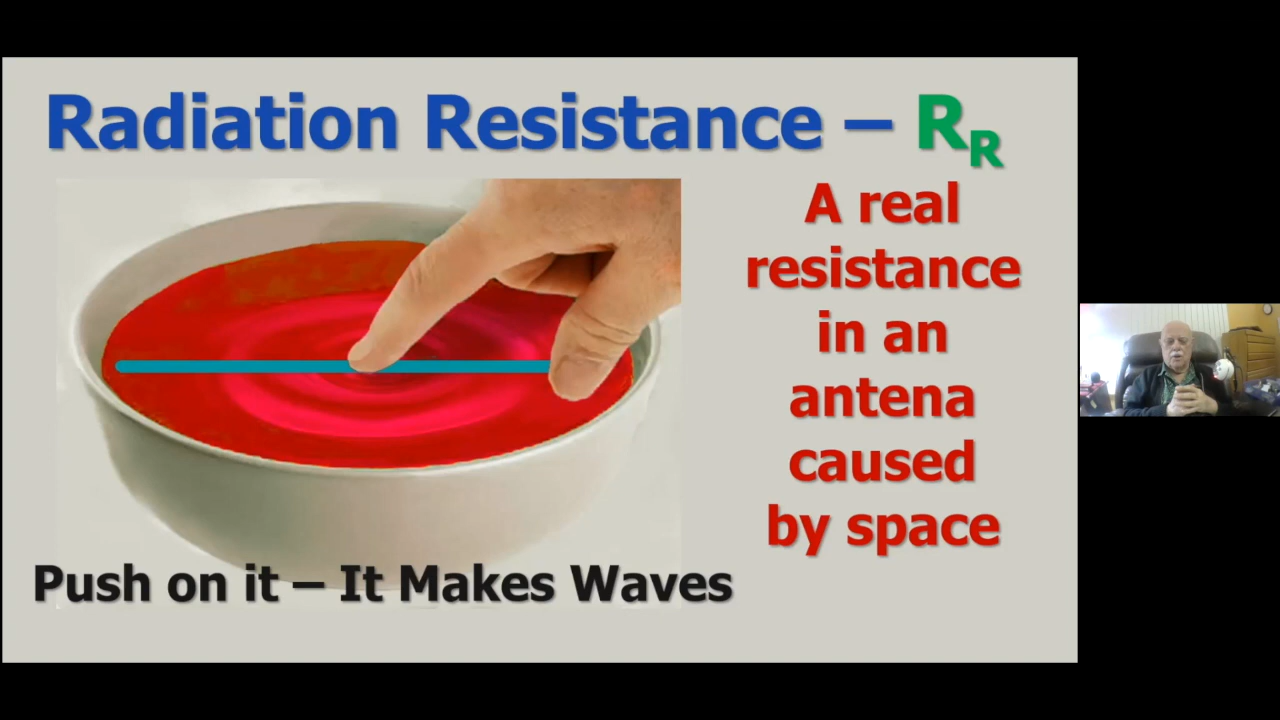 Radiation Resistance – RR
A real
resistance
in an
antena
caused
by space
Push on it – It Makes Waves